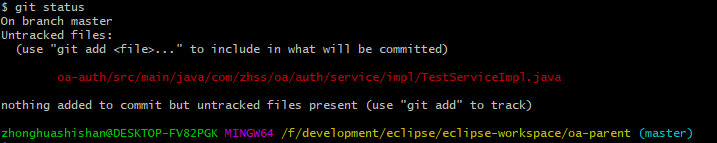 $ git status
On branch master
Untracked files:
  (use "git add <file>..." to include in what will be committed)
        oa-auth/src/main/java/com/zhss/oa/auth/service/impl/TestServiceImpl.java
nothing added to commit but untracked files present (use "git add" to track)
zhonghuashishan@DESKTOP-FV82PGK MINGW64 /f/development/eclipse/eclipse-workspace/oa-parent (master)